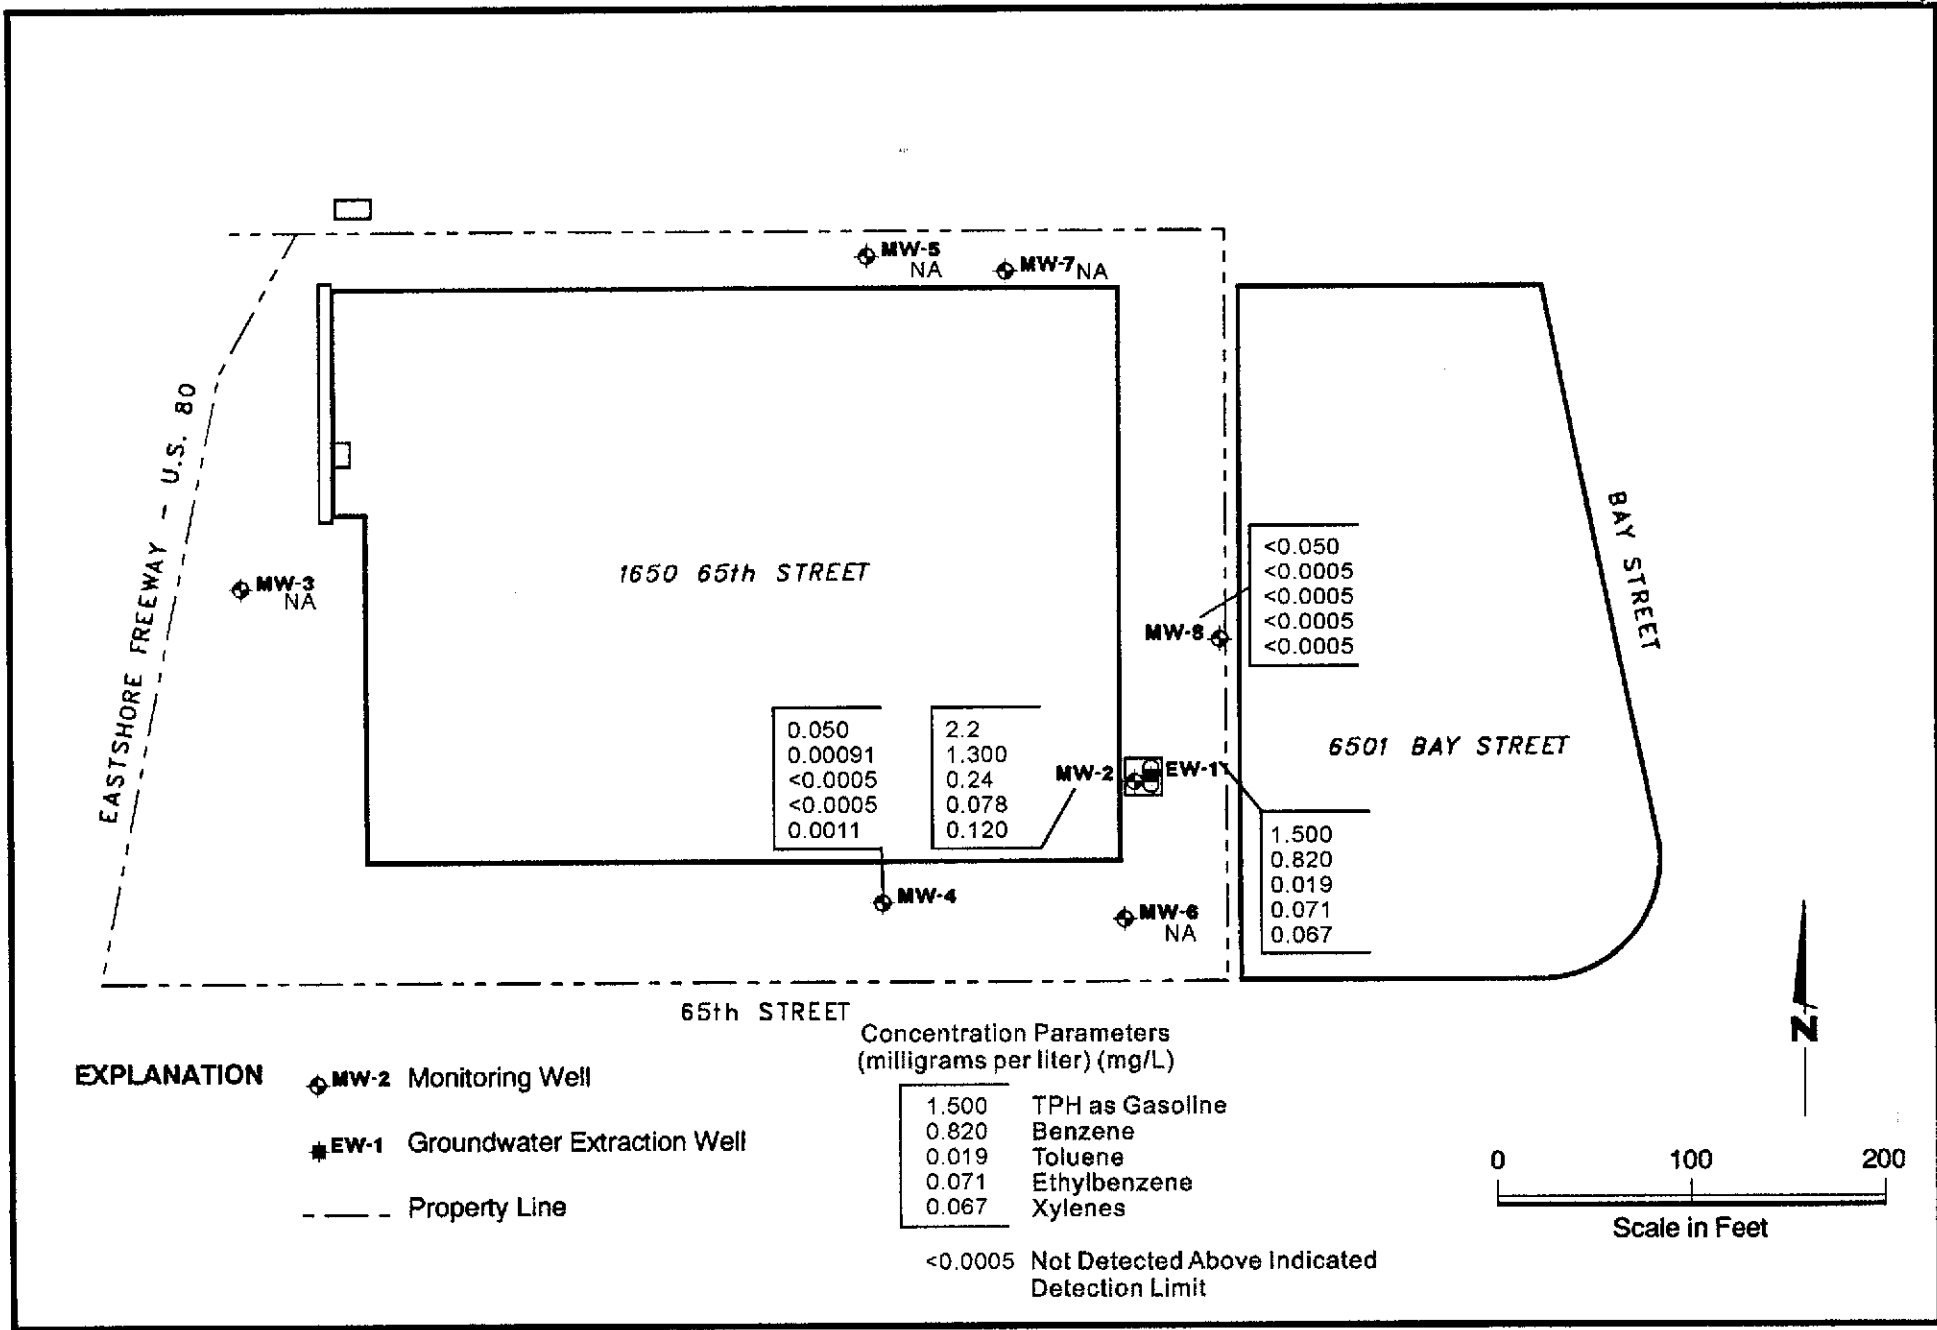 MW-5
NA
MW-7 NA
EASTSHORE FREEWAY - U.S. 80
MW-3
NA
1650 65th STREET
BAY STREET
<0.050
<0.0005
<0.0005
<0.0005
<0.0005
MW-8
6501 BAY STREET
0.050
0.00091
<0.0005
<0.0005
0.0011
2.2
1.300
0.24
0.078
0.120
MW-2
EW-1
1.500
0.820
0.019
0.071
0.067
MW-4
MW-6
NA
65th STREET
N
EXPLANATION
MW-2 Monitoring Well
EW-1 Groundwater Extraction Well
Property Line
Concentration Parameters
(milligrams per liter) (mg/L)
1.500 TPH as Gasoline
0.820 Benzene
0.019 Toluene
0.071 Ethylbenzene
0.067 Xylenes
<0.0005 Not Detected Above Indicated
Detection Limit
0 100 200
Scale in Feet